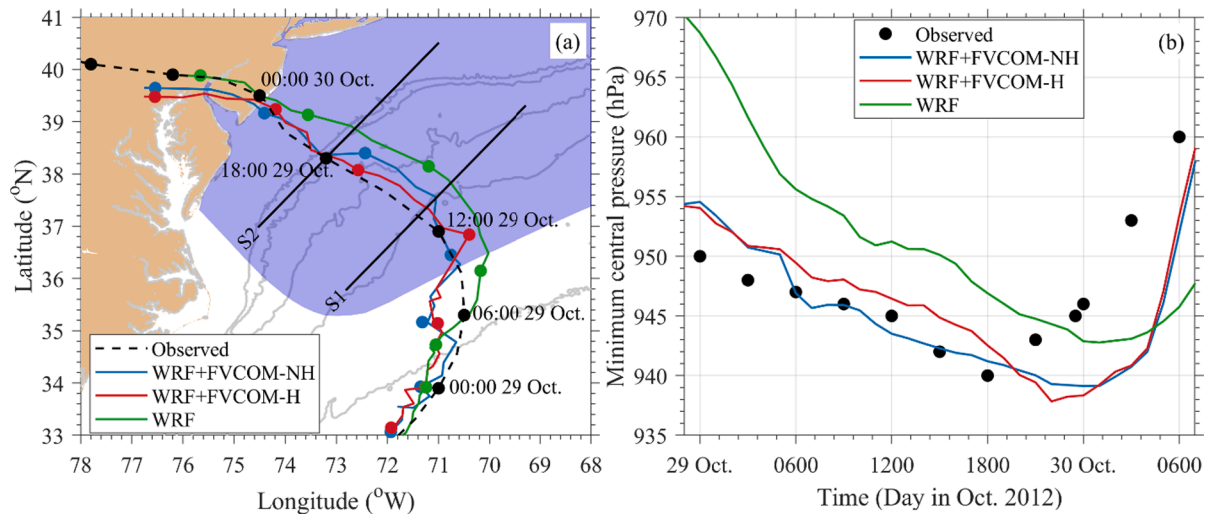 (a)
41
40
39
38
37
36
35
34
33
Latitude (°N)
00:00 30 Oct.
18:00 29 Oct.
12:00 29 Oct.
06:00 29 Oct.
00:00 29 Oct.
S2
S1
Observed
WRF+FVCOM-NH
WRF+FVCOM-H
WRF
78 77 76 75 74 73 72 71 70 69 68
Longitude (°W)
(b)
970
965
960
955
950
945
940
935
Minimum central pressure (hPa)
Observed
WRF+FVCOM-NH
WRF+FVCOM-H
WRF
29 Oct. 0600 1200 1800 30 Oct. 0600
Time (Day in Oct. 2012)